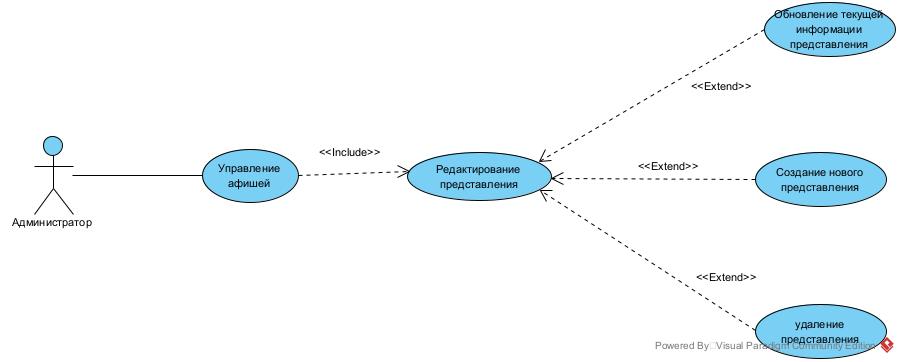 Обновление текущей
информации
представления
<<Extend>>
<<Include>>
<<Extend>>
Управление
афишей
Редактирование
представления
Создание нового
представления
Администратор
<<Extend>>
удаление
представления
Powered By Visual Paradigm Community Edition